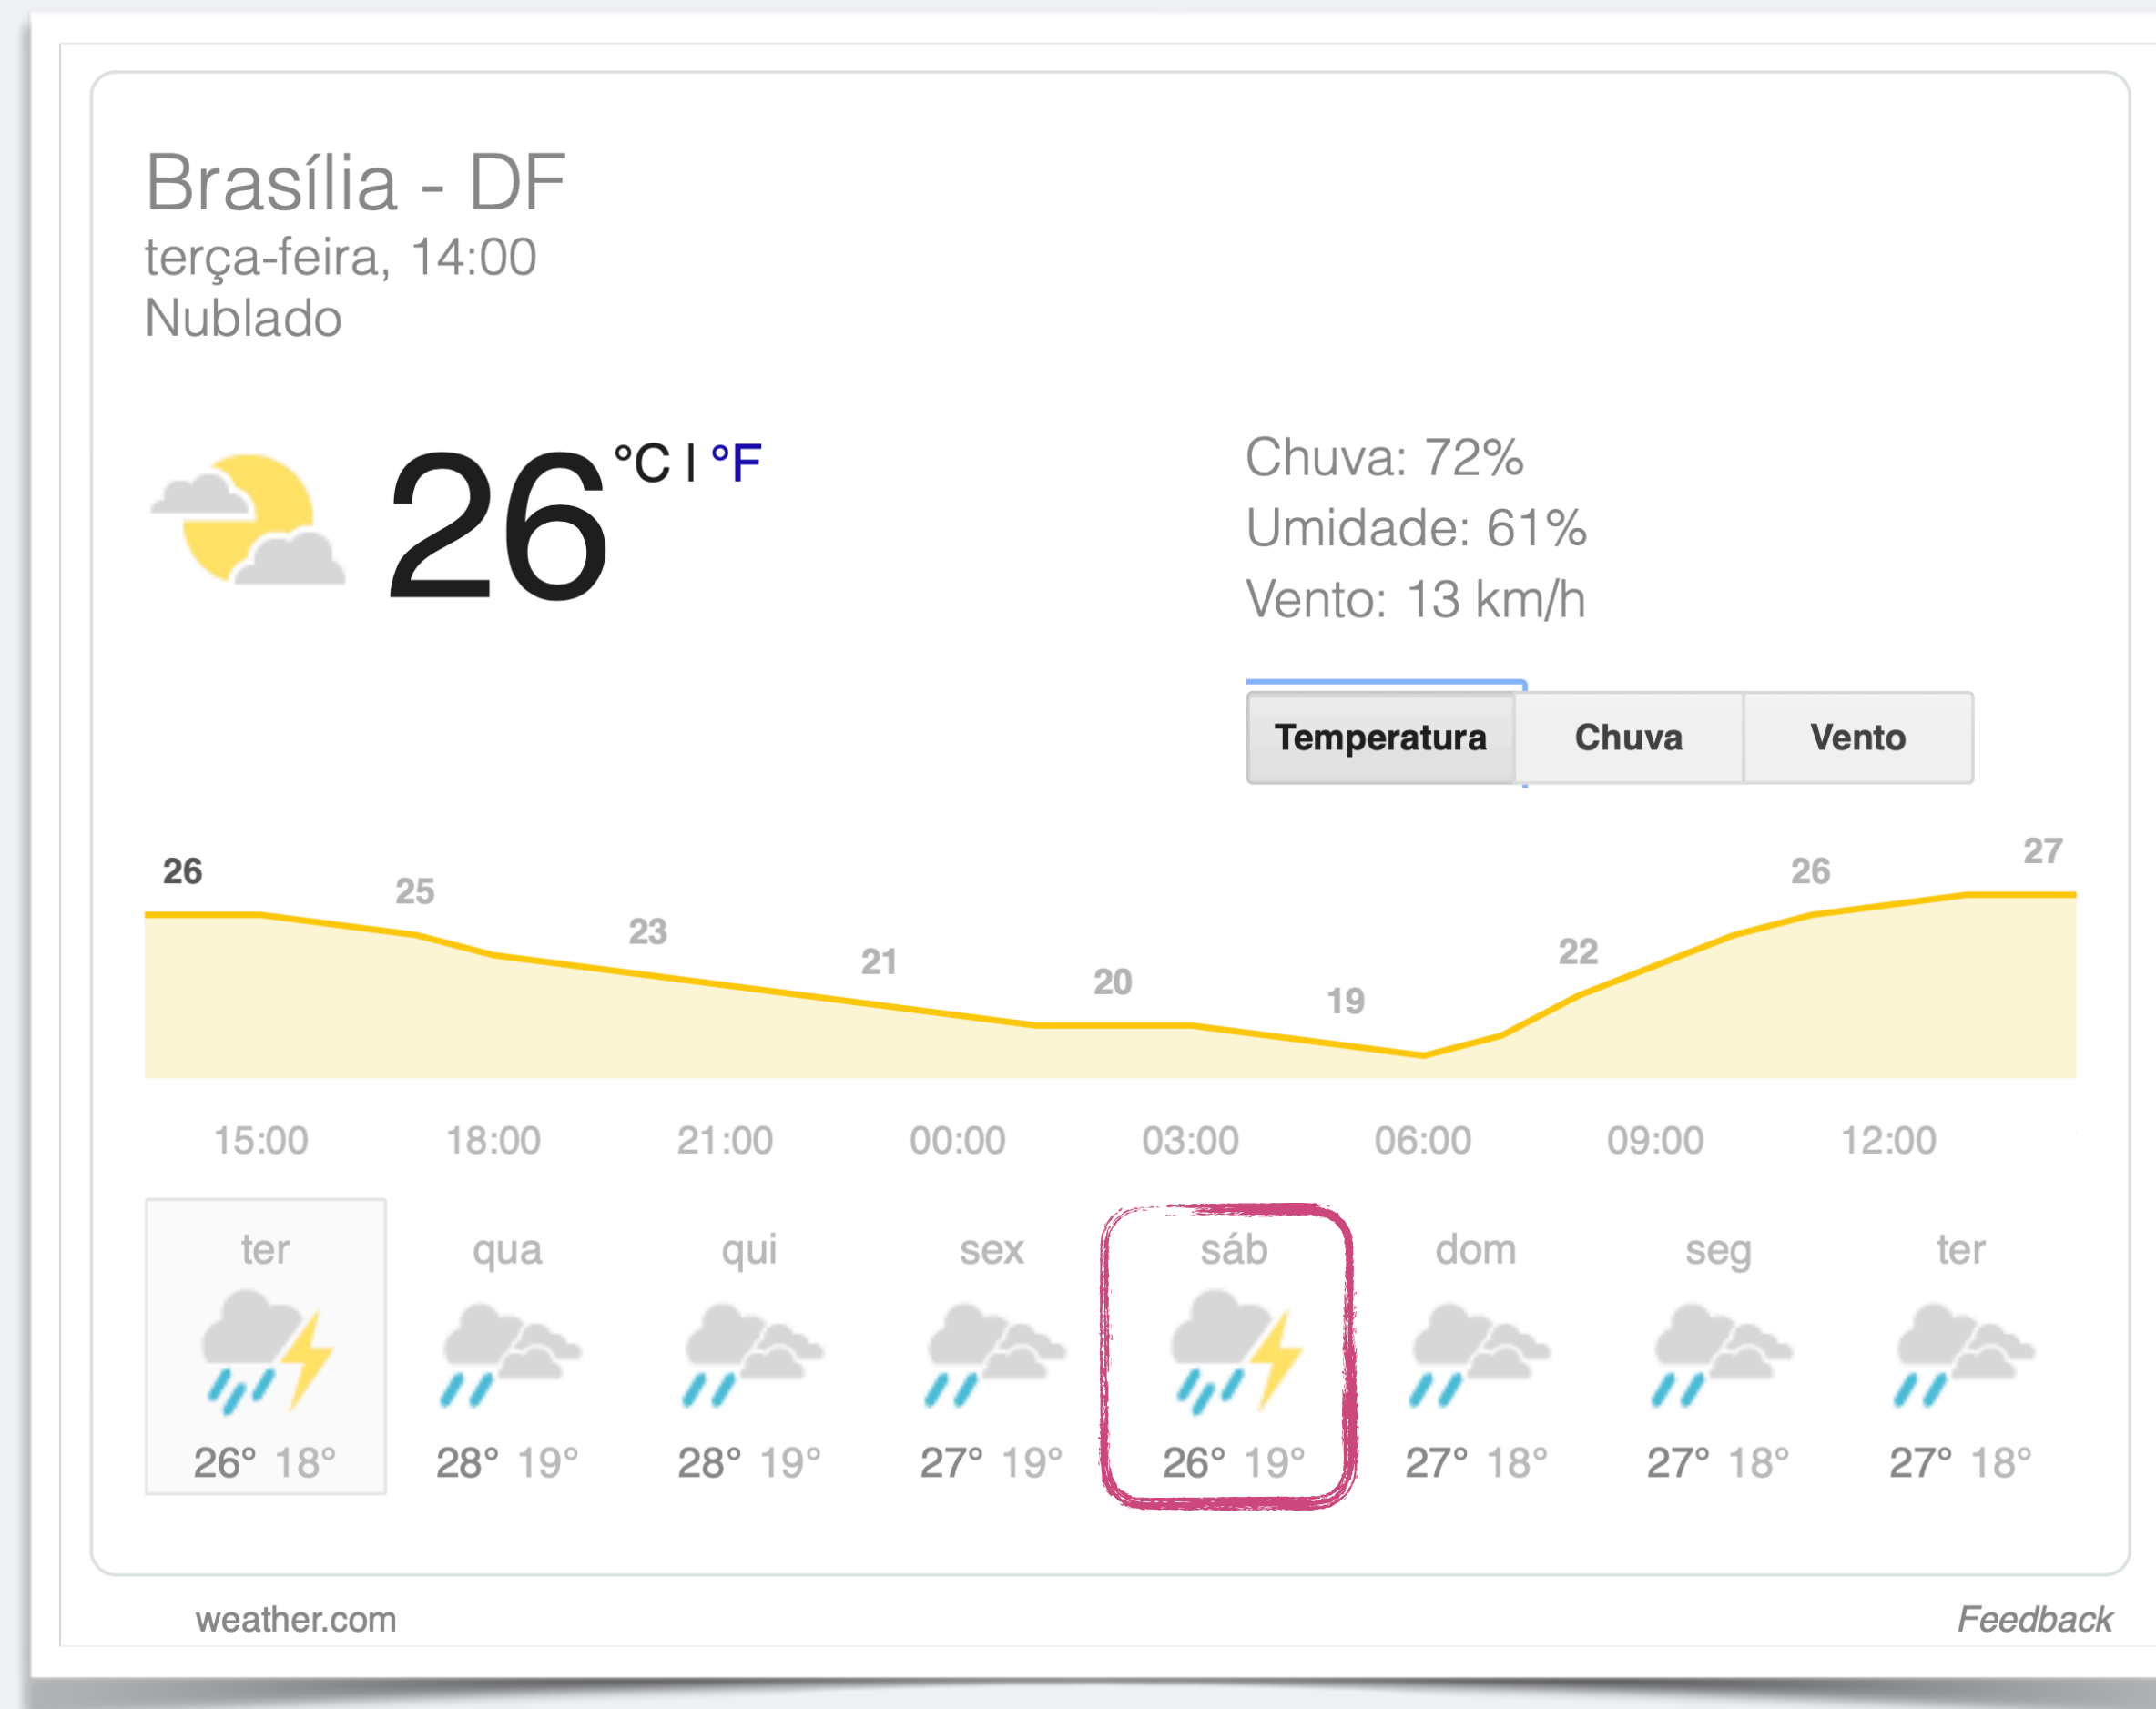 Brasília - DF
terça-feira, 14:00
Nublado
26 °C | °F
Chuva: 72%
Umidade: 61%
Vento: 13 km/h
Temperatura Chuva Vento
26 25 23 21 20 19 22 26 27
15:00 18:00 21:00 00:00 03:00 06:00 09:00 12:00
ter qua qui sex sáb dom seg ter
26° 18° 28° 19° 28° 19° 27° 19° 26° 19° 27° 18° 27° 18° 27° 18°
weather.com Feedback